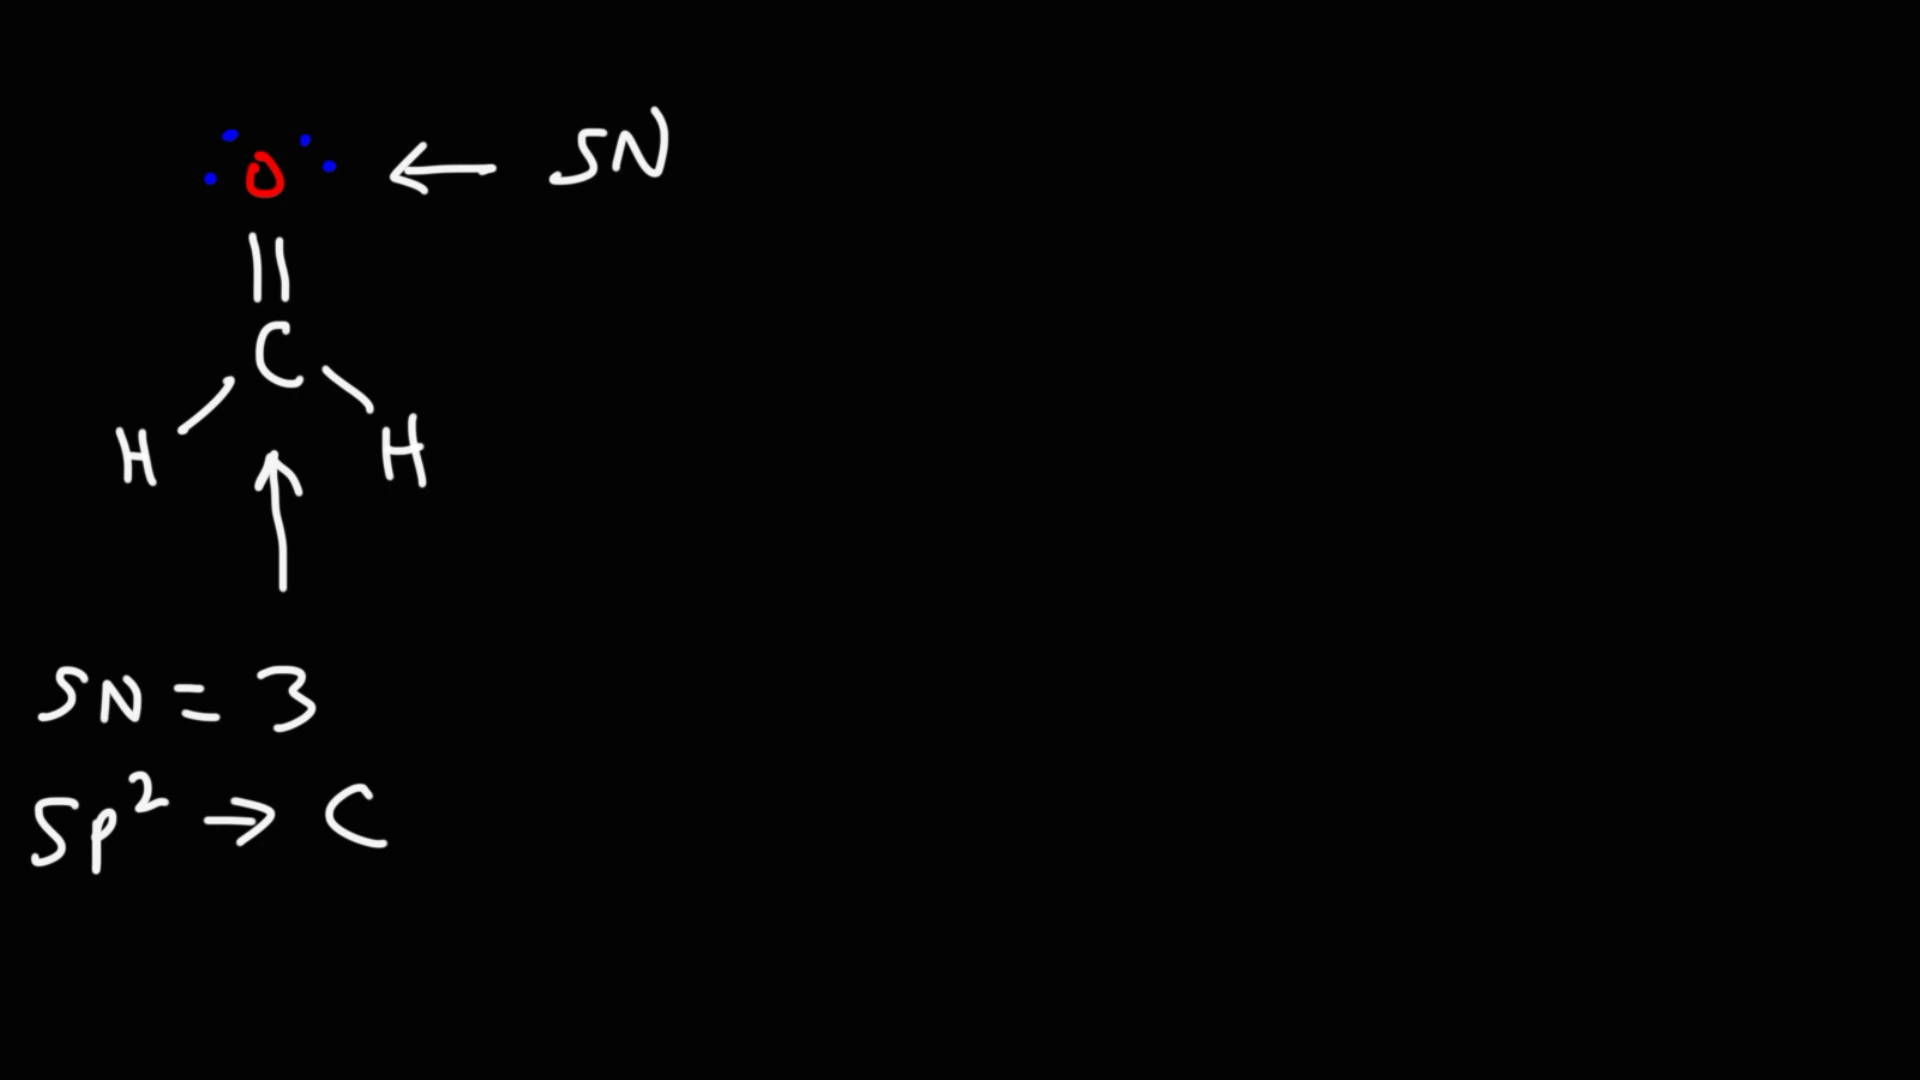 O ← SN
C
H H
SN = 3
Sp² → C